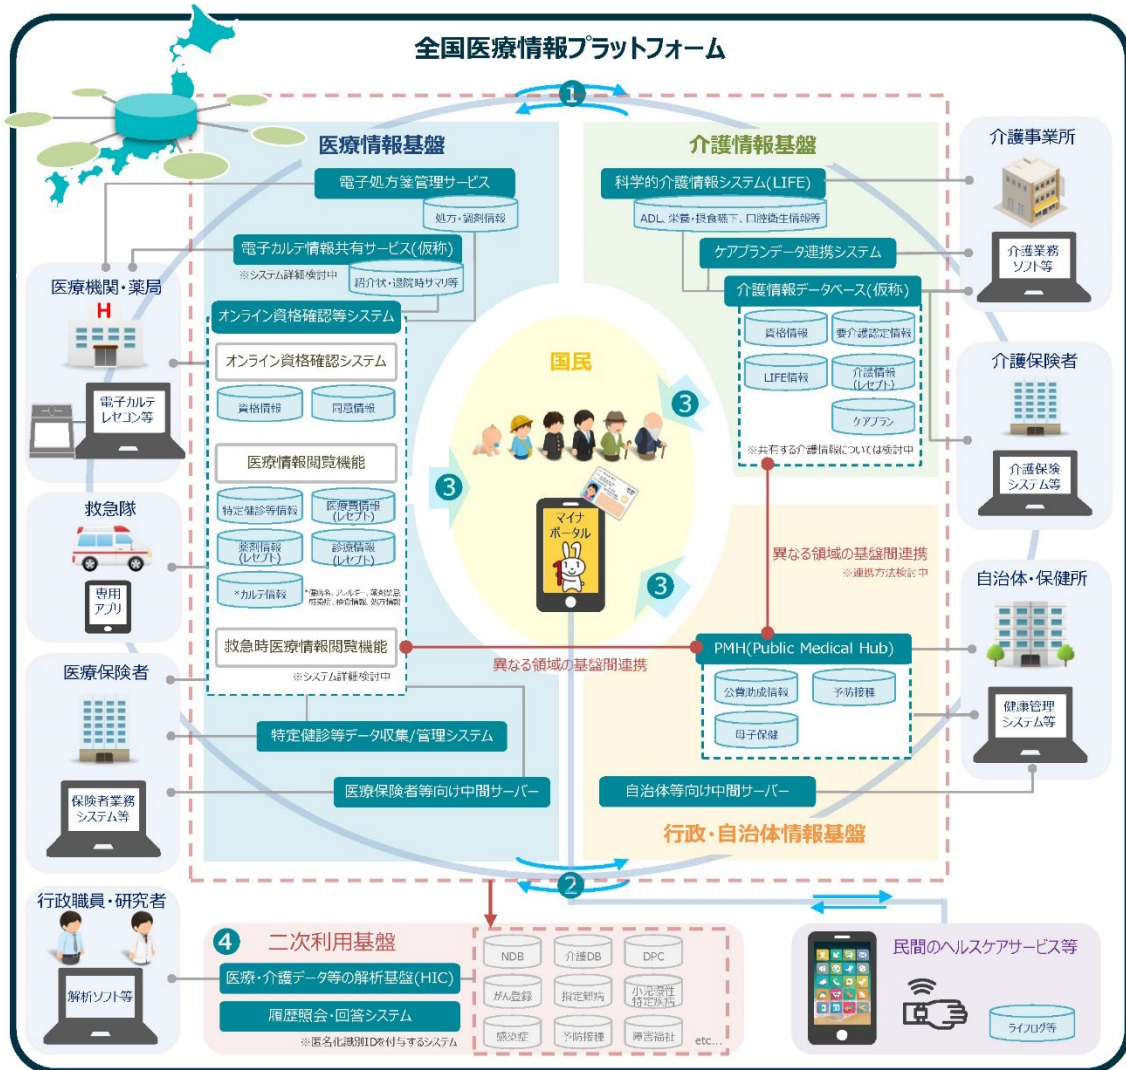 全国医療情報プラットフォーム
❶
医療情報基盤
電子処方箋管理サービス
処方・調剤情報
電子カルテ情報共有サービス(仮称)
※システム詳細検討中
紹介状・退院時サマリ等
オンライン資格確認等システム
オンライン資格確認システム
資格情報
同意情報
医療情報閲覧機能
特定健診等情報
医療費情報
(レセプト)
薬剤情報
(レセプト)
診療情報
(レセプト)
*カルテ情報
*傷病名、アレルギー、薬剤禁忌
感染症、検査情報、処方情報
救急時医療情報閲覧機能
※システム詳細検討中
特定健診等データ収集/管理システム
医療保険者等向け中間サーバー
介護情報基盤
科学的介護情報システム(LIFE)
ADL、栄養・摂食嚥下、口腔衛生情報等
ケアプランデータ連携システム
介護情報データベース(仮称)
資格情報
要介護認定情報
LIFE情報
介護情報
(レセプト)
ケアプラン
※共有する介護情報については検討中
国民
❸
❸
❸
マイナ
ポータル
異なる領域の基盤間連携
※連携方法検討中
異なる領域の基盤間連携
PMH(Public Medical Hub)
公費助成情報
予防接種
母子保健
自治体等向け中間サーバー
行政・自治体情報基盤
❷
医療機関・薬局
H
電子カルテ
レセコン等
救急隊
専用
アプリ
医療保険者
保険者業務
システム等
行政職員・研究者
解析ソフト等
介護事業所
介護業務
ソフト等
介護保険者
介護保険
システム等
自治体・保健所
健康管理
システム等
❹
二次利用基盤
医療・介護データ等の解析基盤(HIC)
履歴照会・回答システム
※匿名化識別IDを付与するシステム
NDB
介護DB
DPC
がん登録
指定難病
小児慢性
特定疾病
感染症
予防接種
障害福祉
etc...
民間のヘルスケアサービス等
ライフログ等